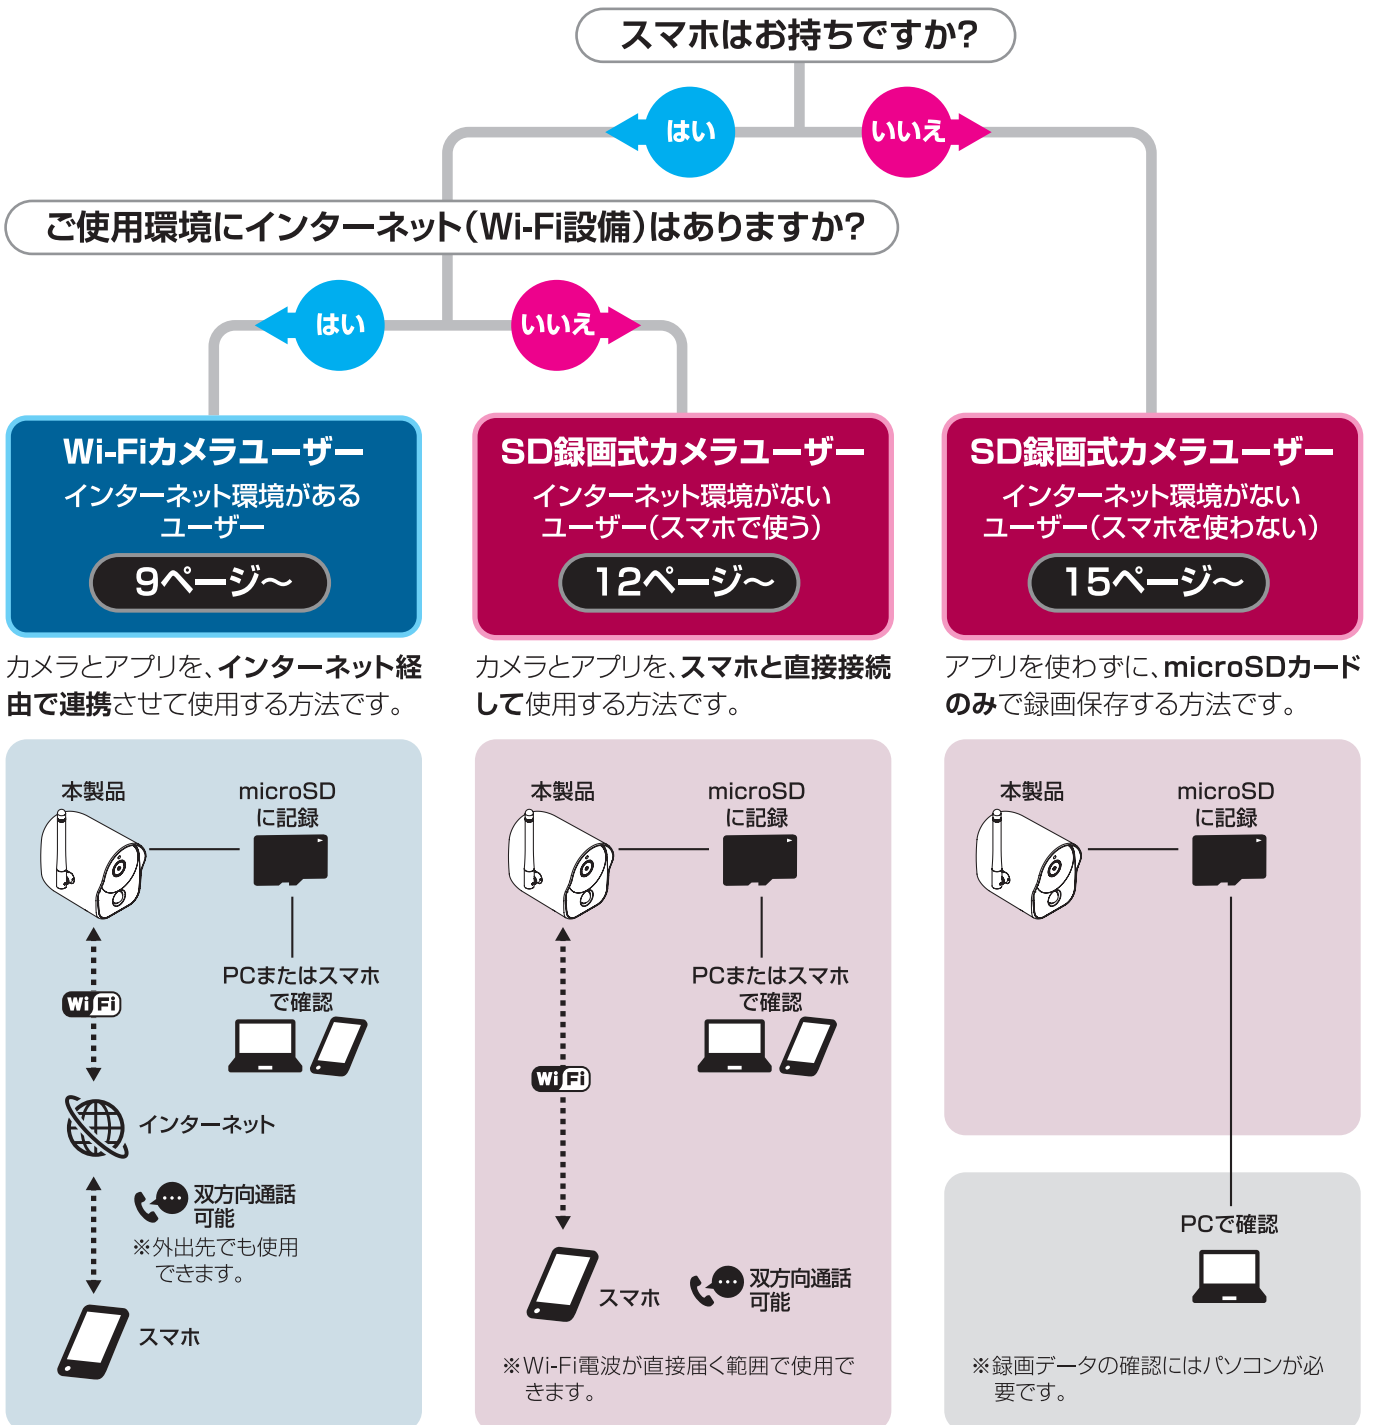 スマホはお持ちですか？
はい
いいえ
ご使用環境にインターネット（Wi-Fi設備）はありますか？
はい
いいえ
Wi-Fiカメラユーザー
インターネット環境がある
ユーザー
9ページ〜
カメラとアプリを、インターネット経
由で連携させて使用する方法です。
本製品
microSD
に記録
PCまたはスマホ
で確認
Wi Fi
インターネット
双方向通話
可能
※外出先でも使用
できます。
スマホ
SD録画式カメラユーザー
インターネット環境がない
ユーザー（スマホで使う）
12ページ〜
カメラとアプリを、スマホと直接接続
して使用する方法です。
本製品
microSD
に記録
PCまたはスマホ
で確認
Wi Fi
スマホ
双方向通話
可能
※Wi-Fi電波が直接届く範囲で使用で
きます。
SD録画式カメラユーザー
インターネット環境がない
ユーザー（スマホを使わない）
15ページ〜
アプリを使わずに、microSDカード
のみで録画保存する方法です。
本製品
microSD
に記録
PCで確認
※録画データの確認にはパソコンが必
要です。